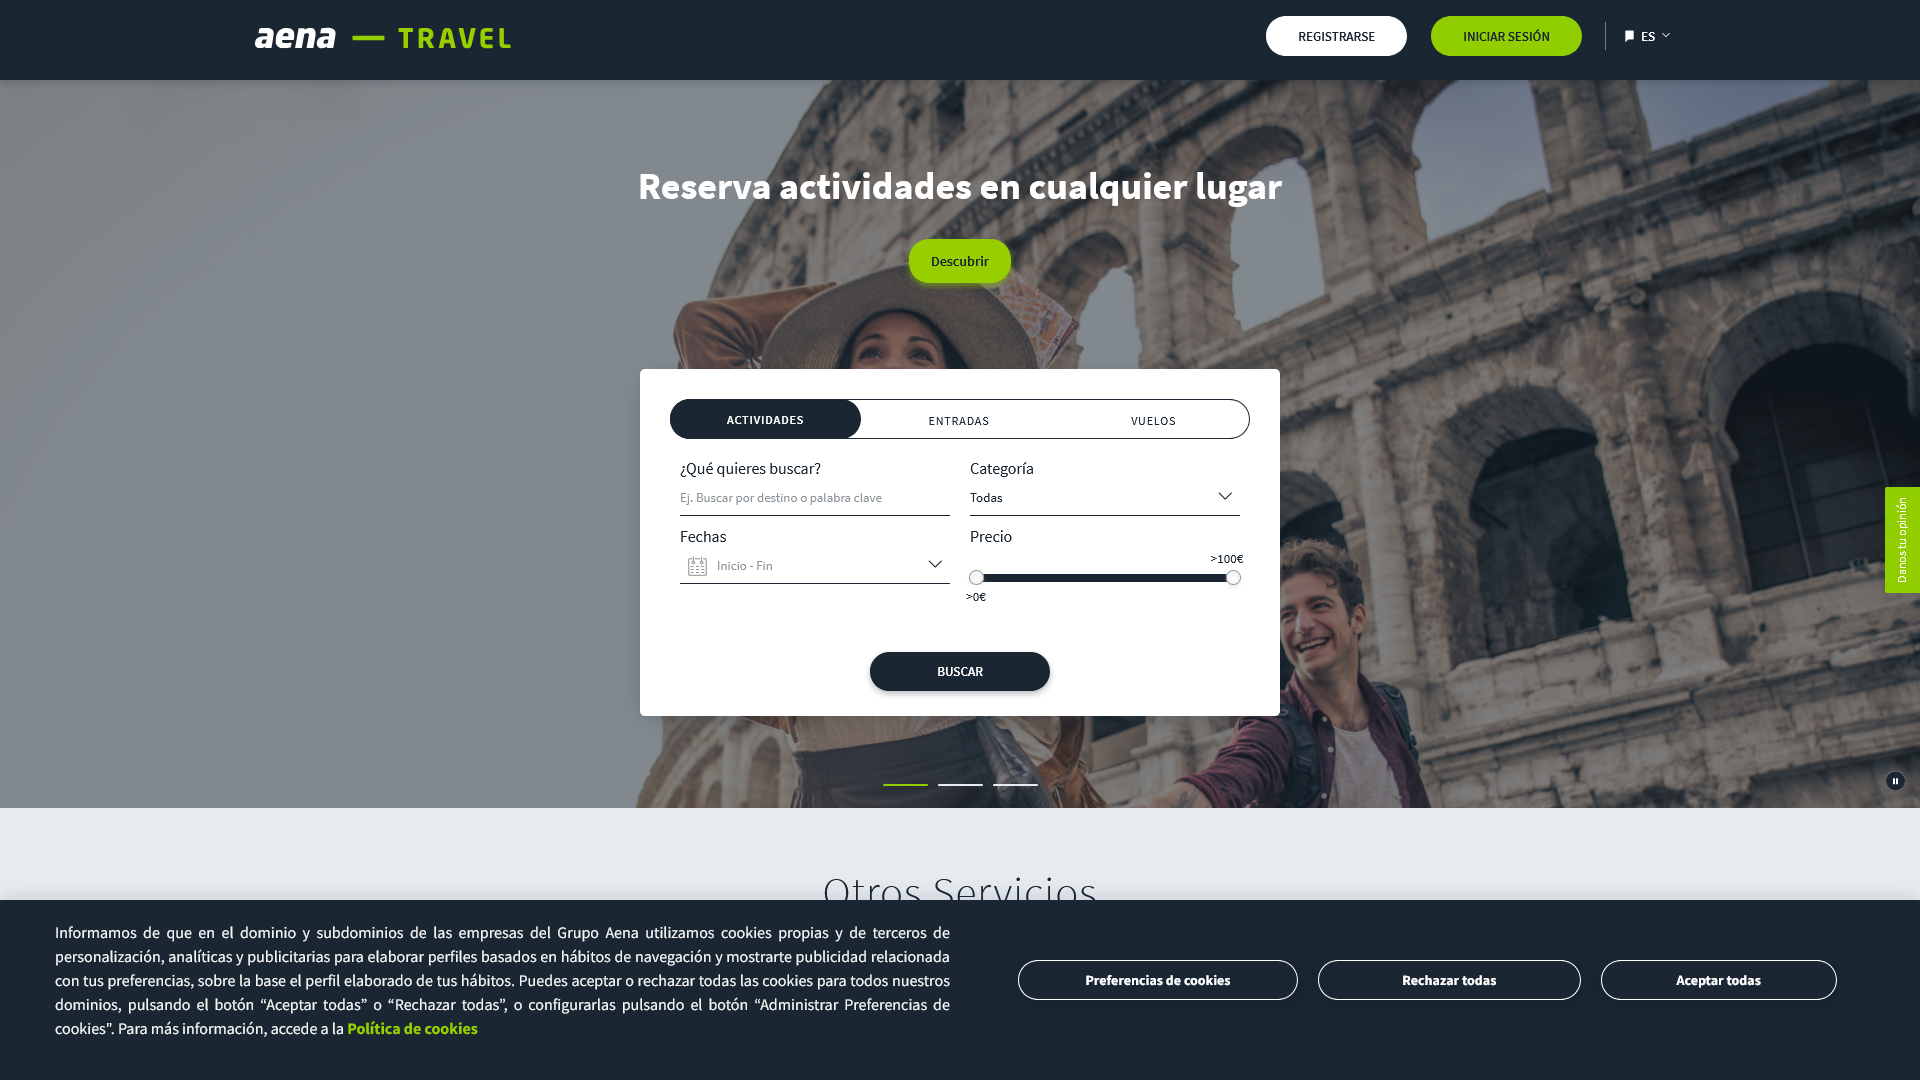 aena — TRAVEL
REGISTRARSE
INICIAR SESIÓN
ES
Reserva actividades en cualquier lugar
Descubrir
ACTIVIDADES
ENTRADAS
VUELOS
¿Qué quieres buscar?
Categoría
Ej. Buscar por destino o palabra clave
Todas
Fechas
Precio
>100€
Inicio - Fin
>0€
BUSCAR
Danos tu opinión
Otros Servicios
Informamos de que en el dominio y subdominios de las empresas del Grupo Aena utilizamos cookies propias y de terceros de
personalización, analíticas y publicitarias para elaborar perfiles basados en hábitos de navegación y mostrarte publicidad relacionada
con tus preferencias, sobre la base el perfil elaborado de tus hábitos. Puedes aceptar o rechazar todas las cookies para todos nuestros
dominios, pulsando el botón “Aceptar todas” o “Rechazar todas”, o configurarlas pulsando el botón “Administrar Preferencias de
cookies". Para más información, accede a la Política de cookies
Preferencias de cookies
Rechazar todas
Aceptar todas